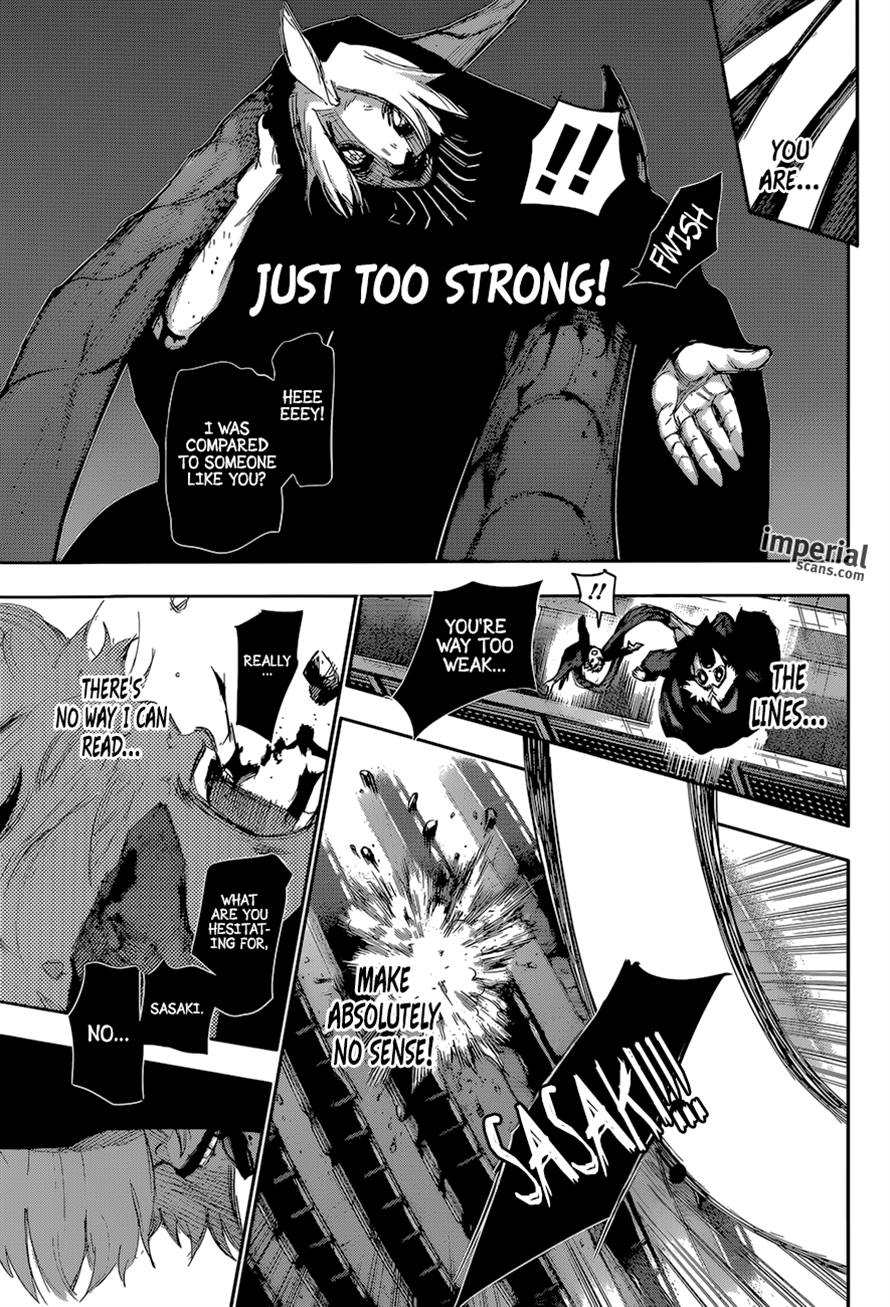 YOU
ARE...
!!
FWISH
JUST TOO STRONG!
HEEE
EEEY!
I WAS
COMPARED
TO SOMEONE
LIKE YOU?
imperial
scans.com
!!
THE
LINES...
YOU'RE
WAY TOO
WEAK...
REALLY
...
THERE'S
NO WAY I CAN
READ...
MAKE
ABSOLUTELY
NO SENSE!
SASAKI!!!!
WHAT
ARE YOU
HESITAT-
ING FOR,
SASAKI.
NO...